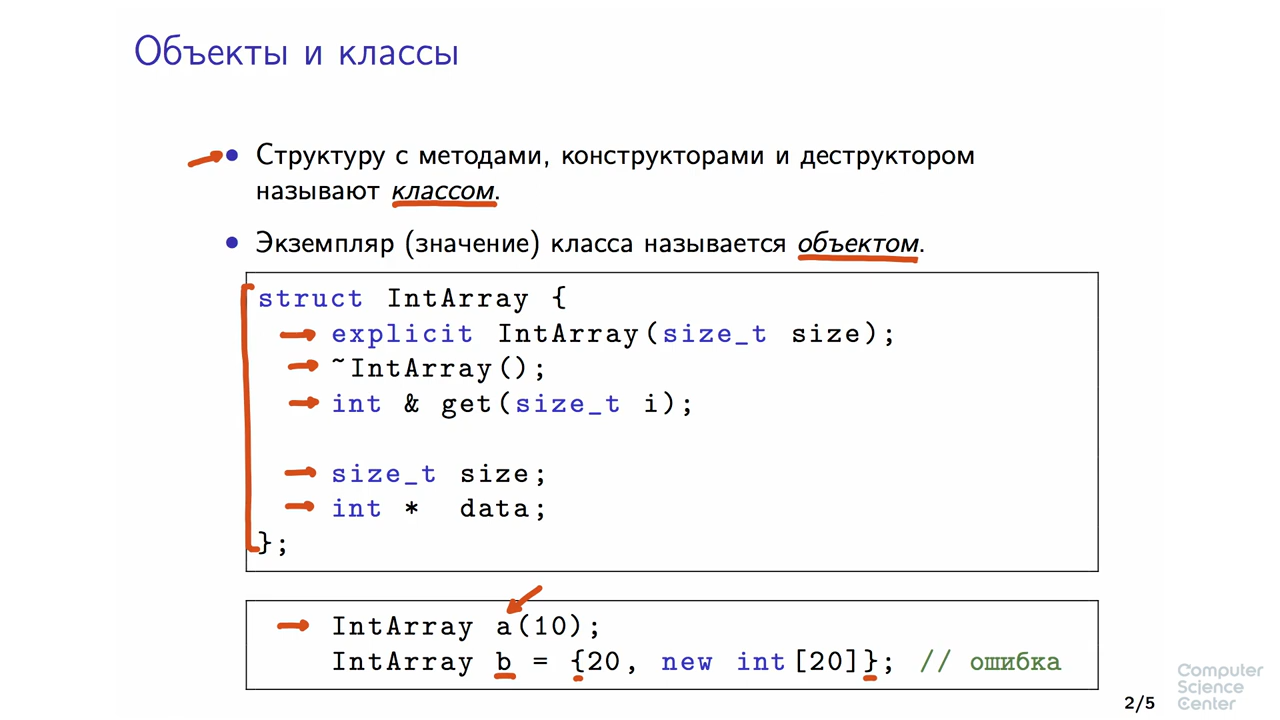 Объекты и классы
• Структуру с методами, конструкторами и деструктором
называют классом.
• Экземпляр (значение) класса называется объектом.
struct IntArray {
explicit IntArray(size_t size);
~IntArray();
int & get(size_t i);
size_t size;
int * data;
};
IntArray a(10);
IntArray b = {20, new int[20]}; // ошибка
2/5
Computer
Science
Center